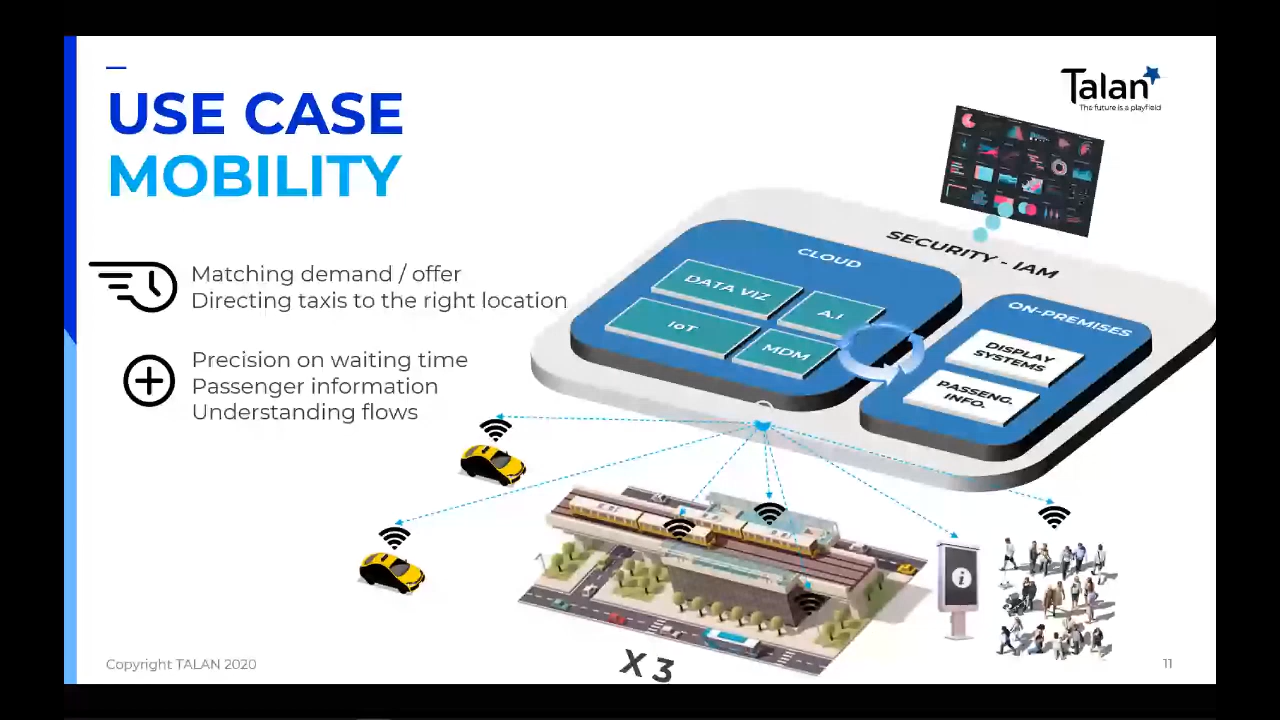 USE CASE
MOBILITY
Talan
The future is a playfield
Matching demand / offer
Directing taxis to the right location
Precision on waiting time
Passenger information
Understanding flows
SECURITY - IAM
CLOUD
DATA VIZ
A.I
IoT
MDM
ON-PREMISES
DISPLAY
SYSTEMS
PASSENG.
INFO.
i
X 3
Copyright TALAN 2020
11